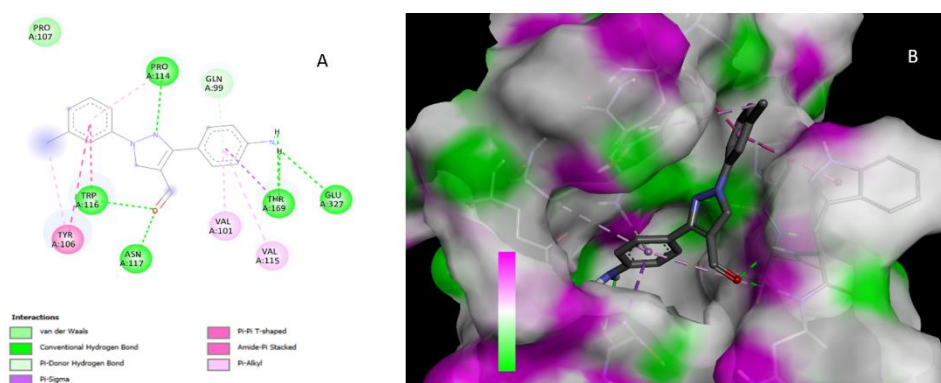 PRO
A:107
PRO
A:114
GLN
A:99
A
B
H
H
TRP
A:116
THR
A:169
GLU
A:327
VAL
A:101
TYR
A:106
ASN
A:117
VAL
A:115
Interactions
van der Waals
Conventional Hydrogen Bond
Pi-Donor Hydrogen Bond
Pi-Sigma
Pi-Pi T-shaped
Amide-Pi Stacked
Pi-Alkyl